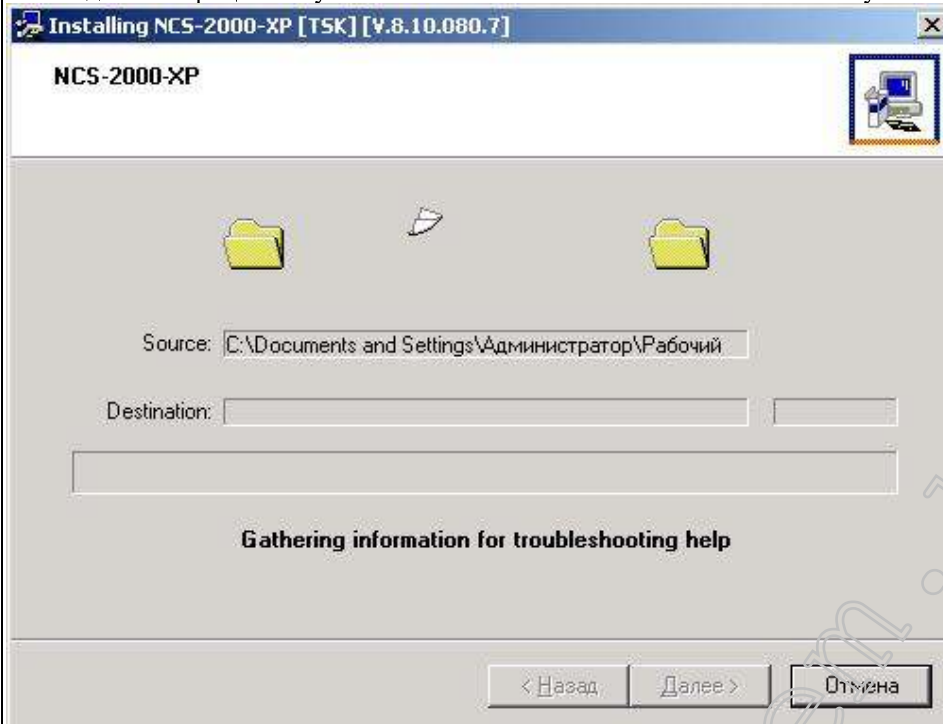 Installing NCS-2000-XP [TSK] [V.8.10.080.7]
NCS-2000-XP
Source: C:\Documents and Settings\Администратор\Рабочий
Destination:
Gathering information for troubleshooting help
< Назад Далее > Отмена